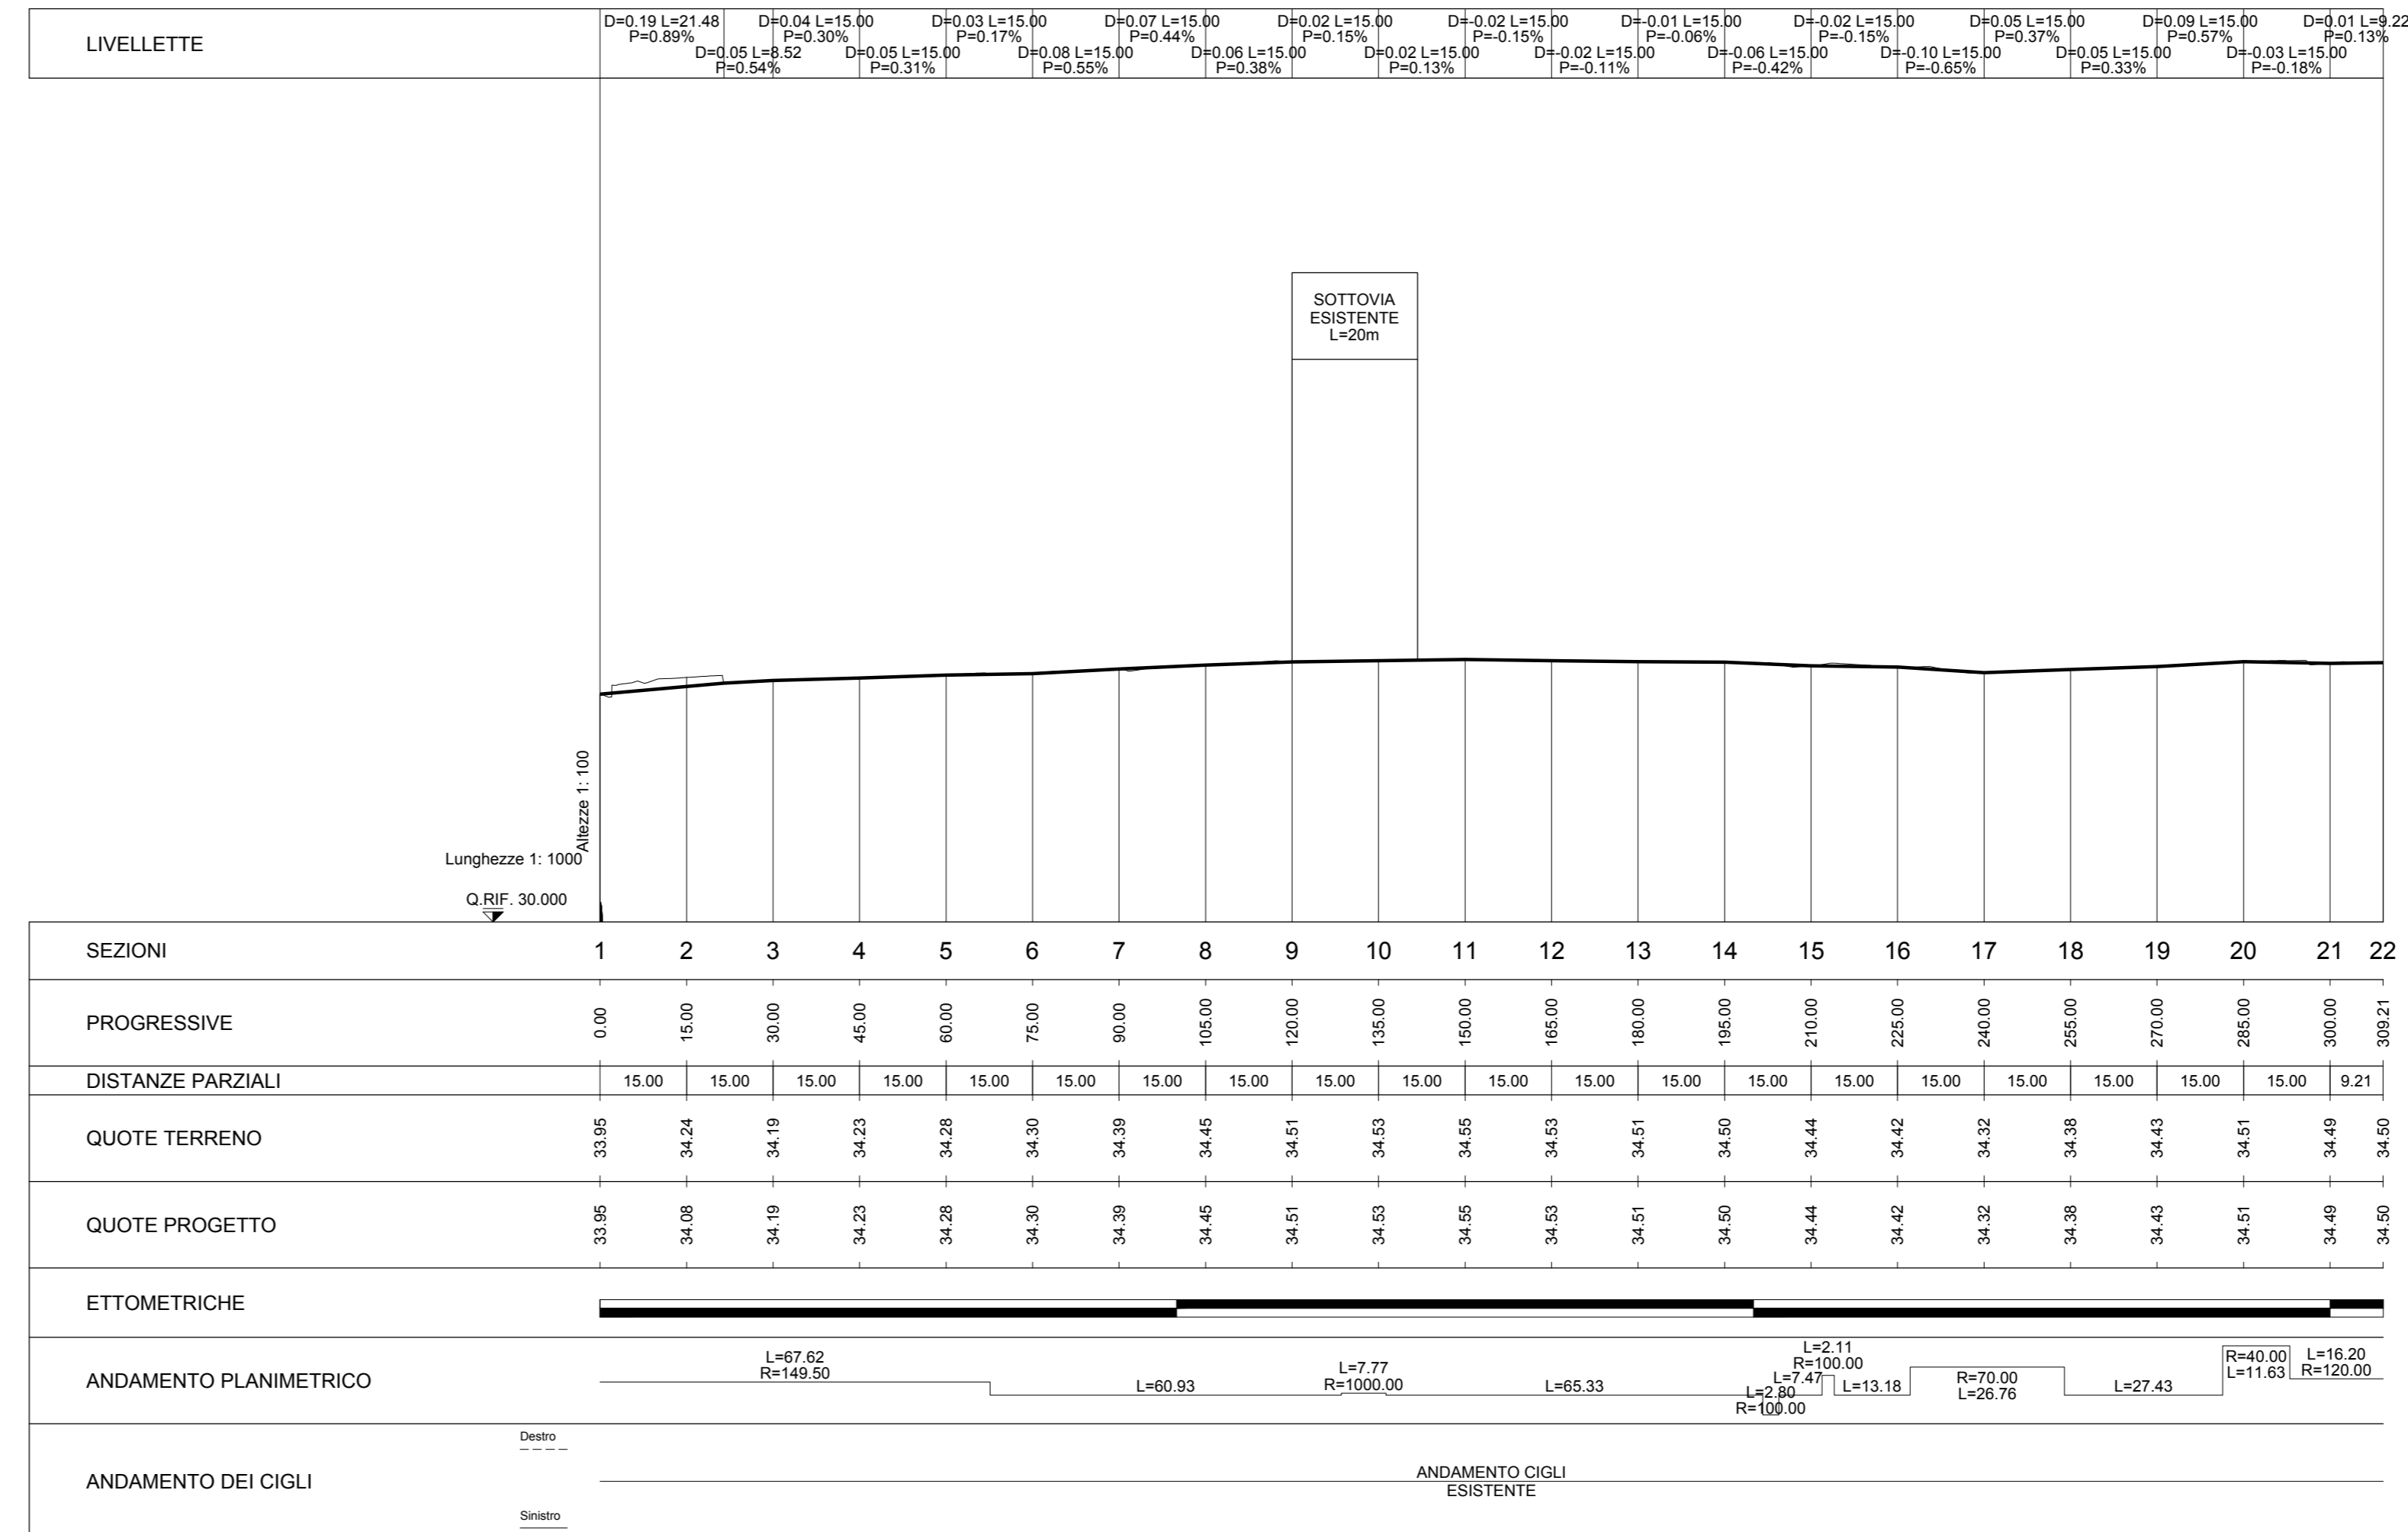 LIVELLETTE
D=0.19 L=21.48
P=0.89%
D=0.05 L=8.52
P=0.54%
D=0.04 L=15.00
P=0.30%
D=0.05 L=15.00
P=0.31%
D=0.03 L=15.00
P=0.17%
D=0.08 L=15.00
P=0.55%
D=0.07 L=15.00
P=0.44%
D=0.06 L=15.00
P=0.38%
D=0.02 L=15.00
P=0.15%
D=0.02 L=15.00
P=0.13%
D=-0.02 L=15.00
P=-0.15%
D=-0.02 L=15.00
P=-0.11%
D=-0.01 L=15.00
P=-0.06%
D=-0.06 L=15.00
P=-0.42%
D=-0.02 L=15.00
P=-0.15%
D=-0.10 L=15.00
P=-0.65%
D=0.05 L=15.00
P=0.37%
D=0.05 L=15.00
P=0.33%
D=0.09 L=15.00
P=0.57%
D=-0.03 L=15.00
P=-0.18%
D=0.01 L=9.22
P=0.13%
SOTTOVIA
ESISTENTE
L=20m
Altezze 1: 100
Lunghezze 1: 1000
Q.RIF. 30.000
SEZIONI 1 2 3 4 5 6 7 8 9 10 11 12 13 14 15 16 17 18 19 20 21 22
PROGRESSIVE 0.00 15.00 30.00 45.00 60.00 75.00 90.00 105.00 120.00 135.00 150.00 165.00 180.00 195.00 210.00 225.00 240.00 255.00 270.00 285.00 300.00 309.21
DISTANZE PARZIALI 15.00 15.00 15.00 15.00 15.00 15.00 15.00 15.00 15.00 15.00 15.00 15.00 15.00 15.00 15.00 15.00 15.00 15.00 15.00 15.00 9.21
QUOTE TERRENO 33.95 34.24 34.19 34.23 34.28 34.30 34.39 34.45 34.51 34.53 34.55 34.53 34.51 34.50 34.44 34.42 34.32 34.38 34.43 34.51 34.49 34.50
QUOTE PROGETTO 33.95 34.08 34.19 34.23 34.28 34.30 34.39 34.45 34.51 34.53 34.55 34.53 34.51 34.50 34.44 34.42 34.32 34.38 34.43 34.51 34.49 34.50
ETTOMETRICHE
ANDAMENTO PLANIMETRICO
L=67.62
R=149.50
L=60.93
L=7.77
R=1000.00
L=65.33
L=2.80
R=100.00
L=7.47
L=2.11
R=100.00
L=13.18
R=70.00
L=26.76
L=27.43
R=40.00
L=11.63
L=16.20
R=120.00
ANDAMENTO DEI CIGLI
Destro
ANDAMENTO CIGLI
ESISTENTE
Sinistro